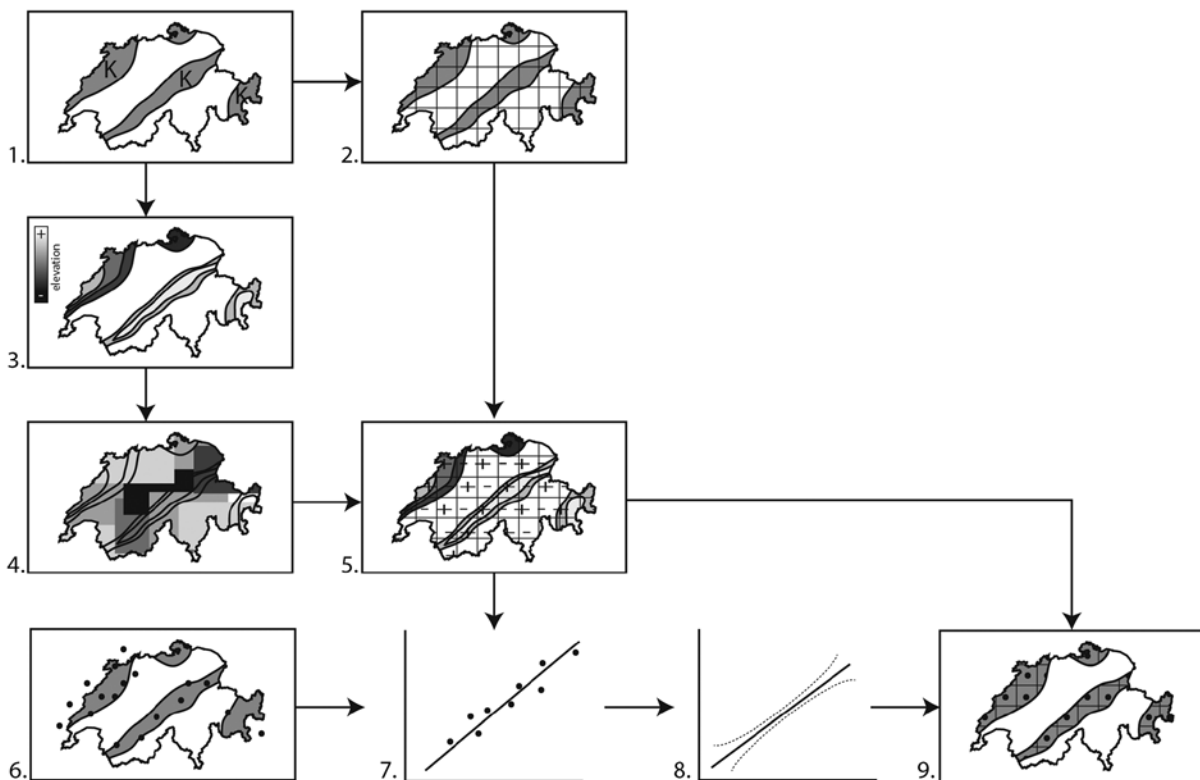 K
K
K
1.
2.
+
elevation
-
3.
4.
+ - + - +
- + - + -
+ - + - +
- + - + -
5.
6.
7.
8.
9.